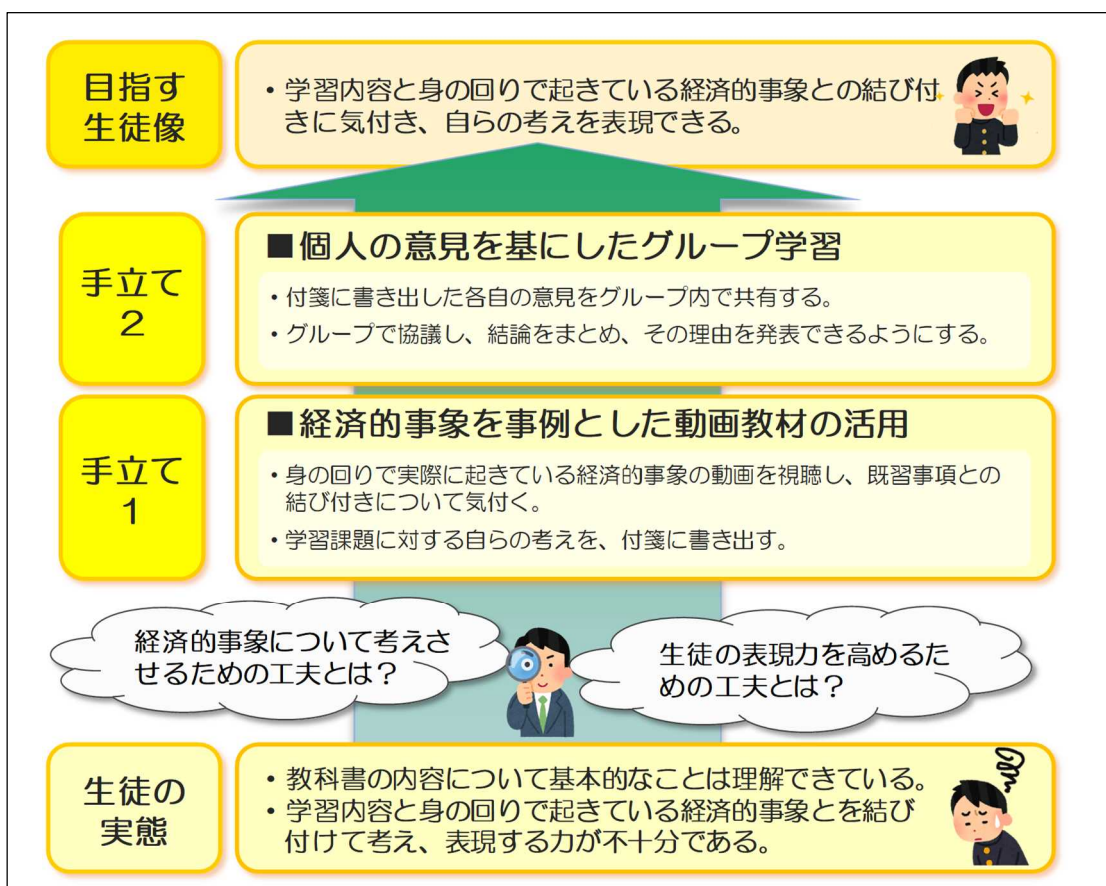 目指す
生徒像
・学習内容と身の回りで起きている経済的事象との結び付
きに気付き、自らの考えを表現できる。
手立て
2
■個人の意見を基にしたグループ学習
・付箋に書き出した各自の意見をグループ内で共有する。
・グループで協議し、結論をまとめ、その理由を発表できるようにする。
手立て
1
■経済的事象を事例とした動画教材の活用
・身の回りで実際に起きている経済的事象の動画を視聴し、既習事項との
結び付きについて気付く。
・学習課題に対する自らの考えを、付箋に書き出す。
経済的事象について考えさ
せるための工夫とは？
生徒の表現力を高めるた
めの工夫とは？
生徒の
実態
・教科書の内容について基本的なことは理解できている。
・学習内容と身の回りで起きている経済的事象とを結び
付けて考え、表現する力が不十分である。